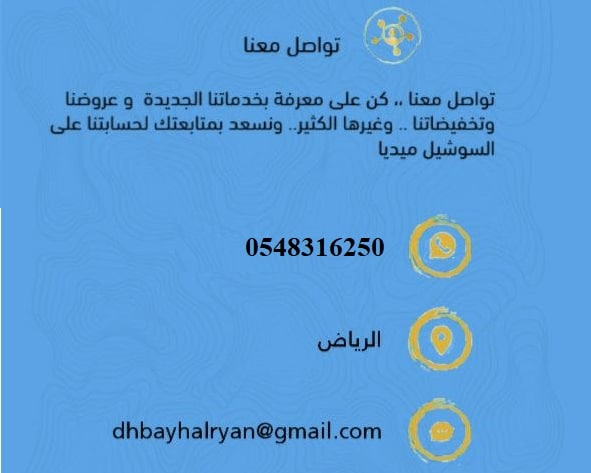 تواصل معنا
تواصل معنا ،، كن على معرفة بخدماتنا الجديدة و عروضنا
وتخفيضاتنا .. وغيرها الكثير.. ونسعد بمتابعتك لحسابتنا على
السوشيل ميديا
0548316250
الرياض
dhbayhalryan@gmail.com